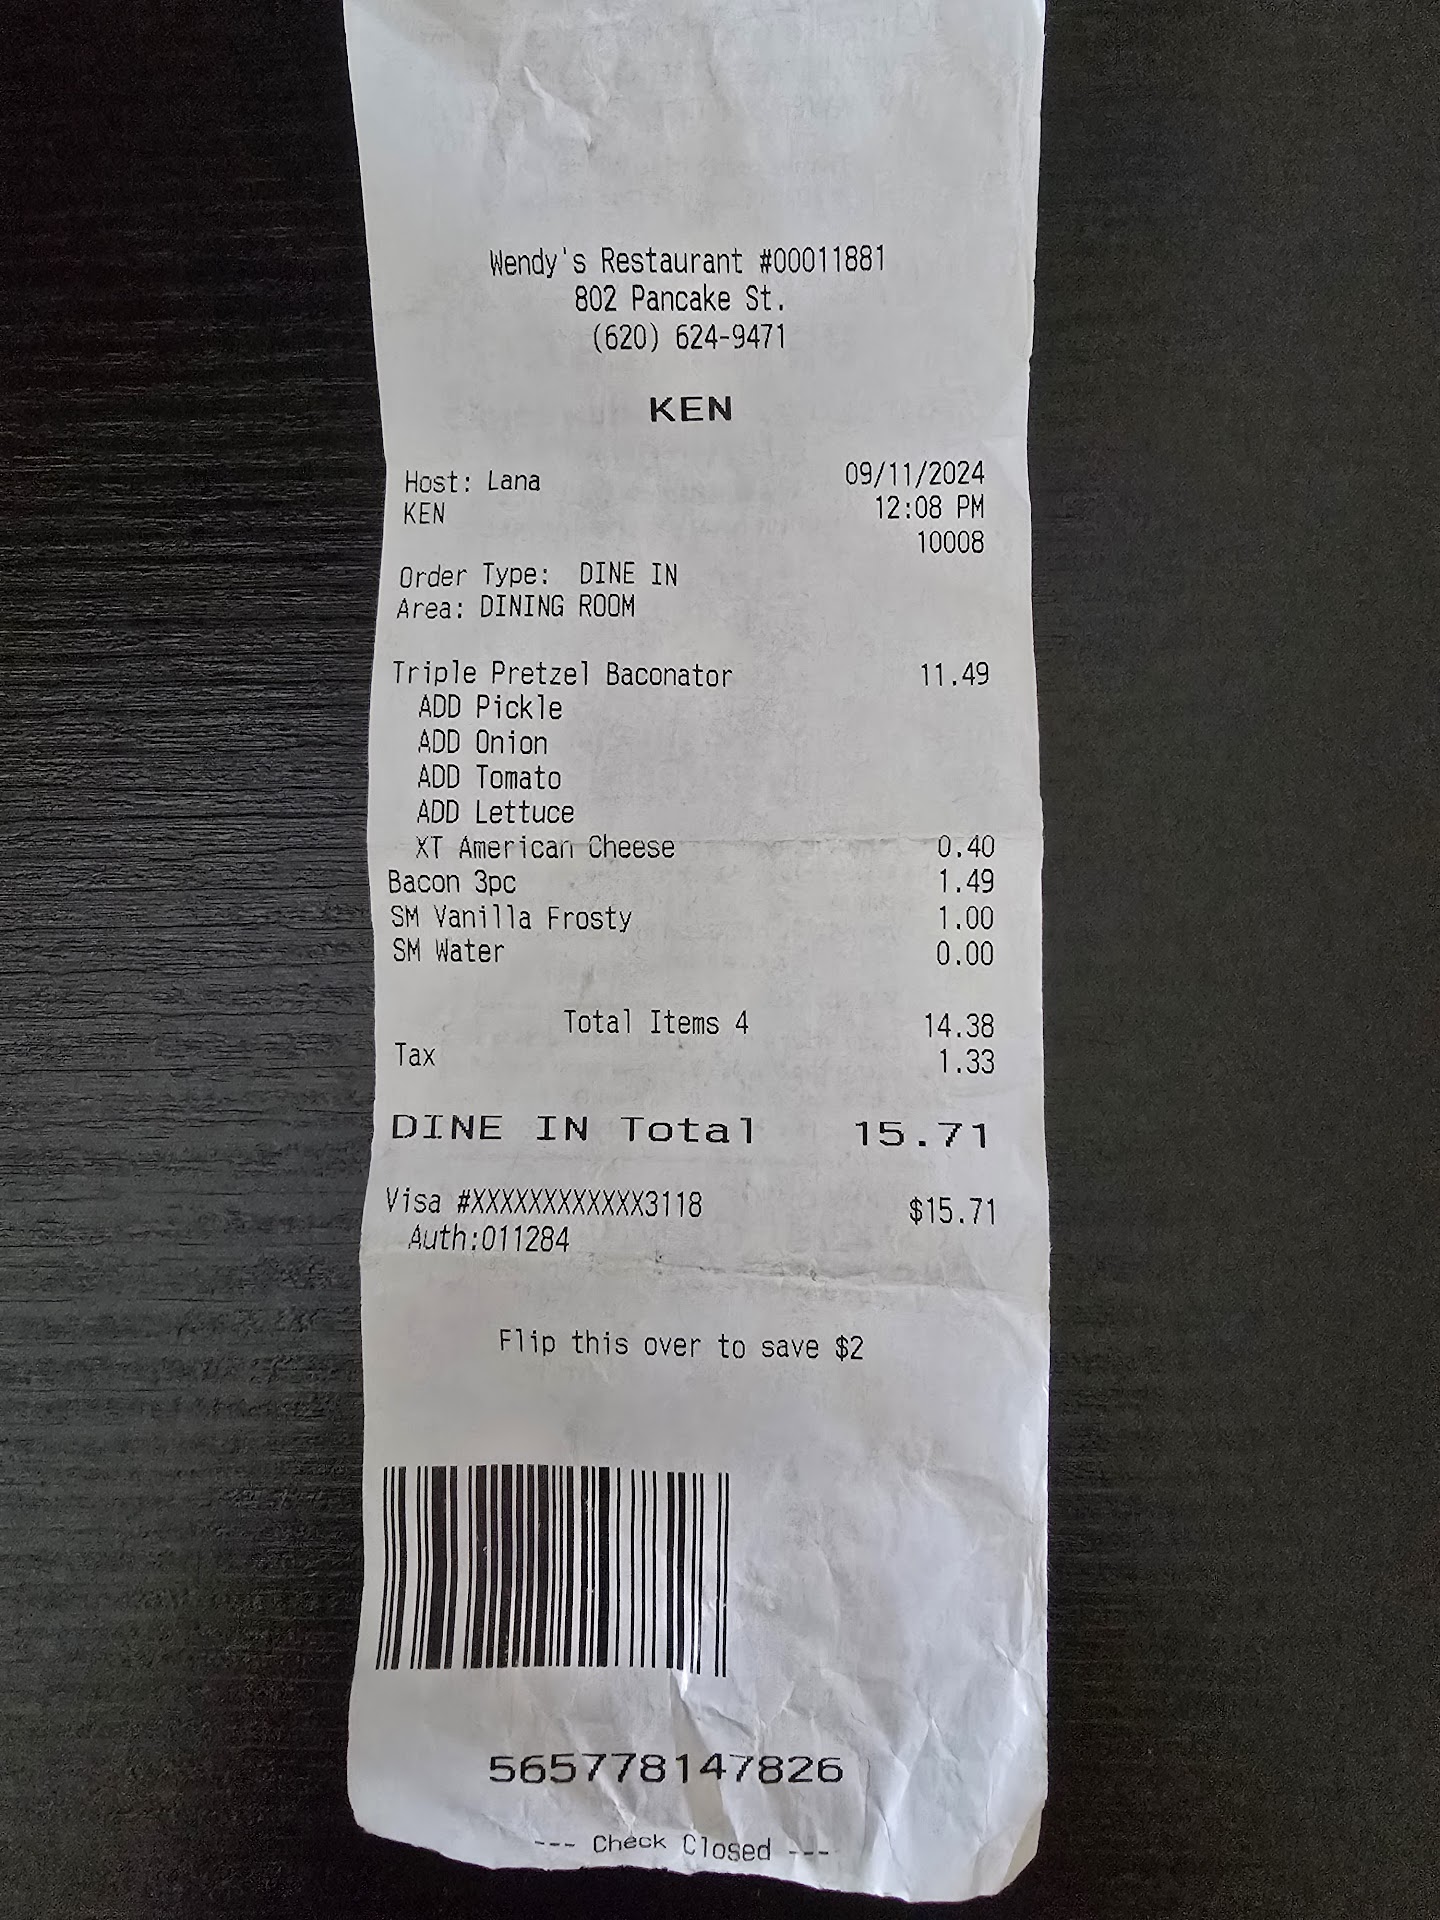 Wendy's Restaurant #00011881
802 Pancake St.
(620) 624-9471
KEN
Host: Lana 09/11/2024
KEN 12:08 PM
10008
Order Type: DINE IN
Area: DINING ROOM
Triple Pretzel Baconator 11.49
ADD Pickle
ADD Onion
ADD Tomato
ADD Lettuce
XT American Cheese 0.40
Bacon 3pc 1.49
SM Vanilla Frosty 1.00
SM Water 0.00
Total Items 4 14.38
Tax 1.33
DINE IN Total 15.71
Visa #XXXXXXXXXXXX3118 $15.71
Auth:011284
Flip this over to save $2
565778147826
--- Check Closed ---